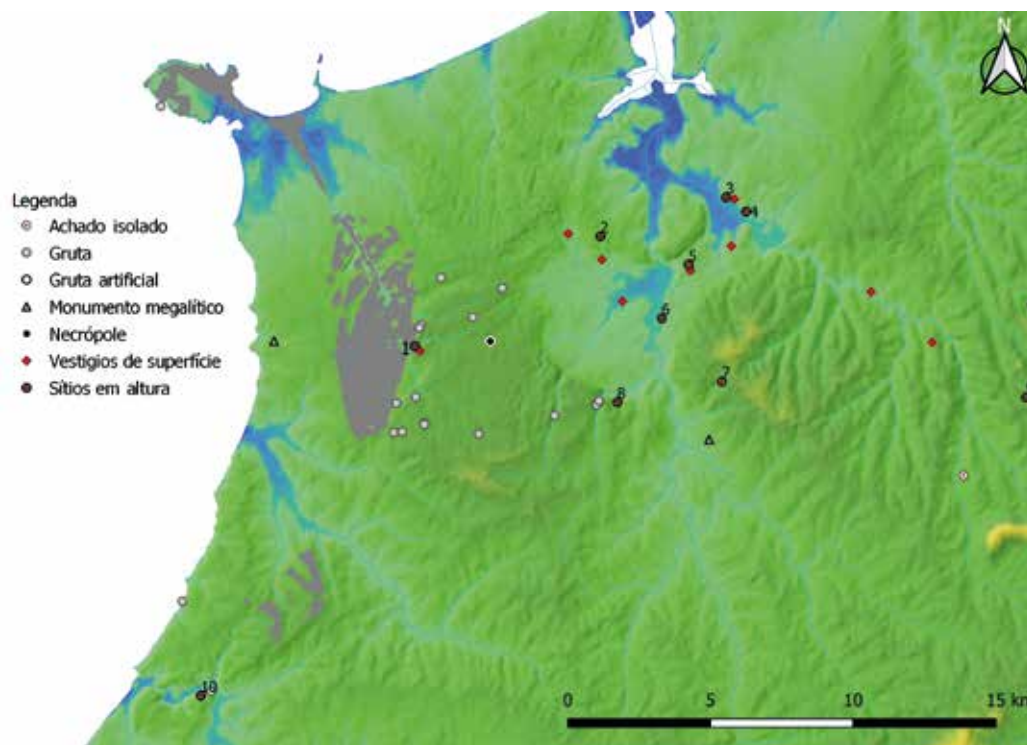 N
Legenda
Achado isolado
Gruta
Gruta artificial
Monumento megalítico
Necrópole
Vestígios de superfície
Sítios em altura
3
4
2
5
6
1
7
8
10
0 5 10 15 km